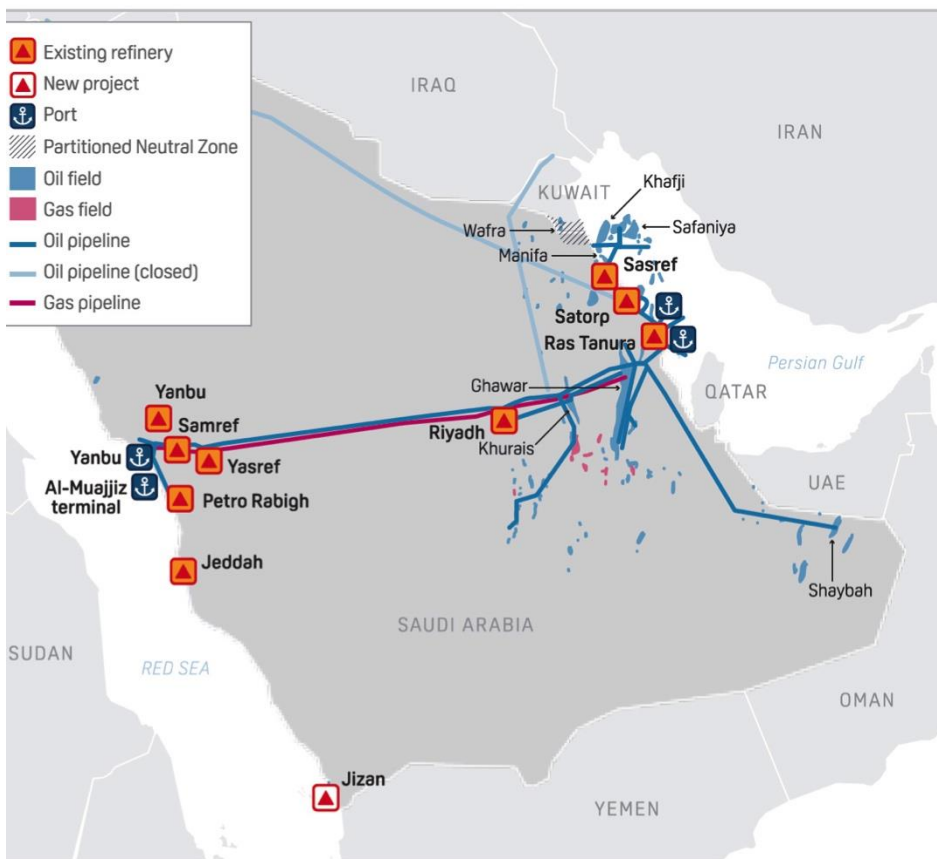 Existing refinery
New project
Port
Partitioned Neutral Zone
Oil field
Gas field
Oil pipeline
Oil pipeline (closed)
Gas pipeline
IRAQ
IRAN
KUWAIT
Khafji
Wafra
Safaniya
Manifa
Sasref
Satorp
Ras Tanura
Persian Gulf
Ghawar
QATAR
Yanbu
Samref
Riyadh
Khurais
Yanbu
Yasref
UAE
Al-Muajjiz
terminal
Petro Rabigh
Jeddah
Shaybah
SAUDI ARABIA
SUDAN
RED SEA
OMAN
Jizan
YEMEN